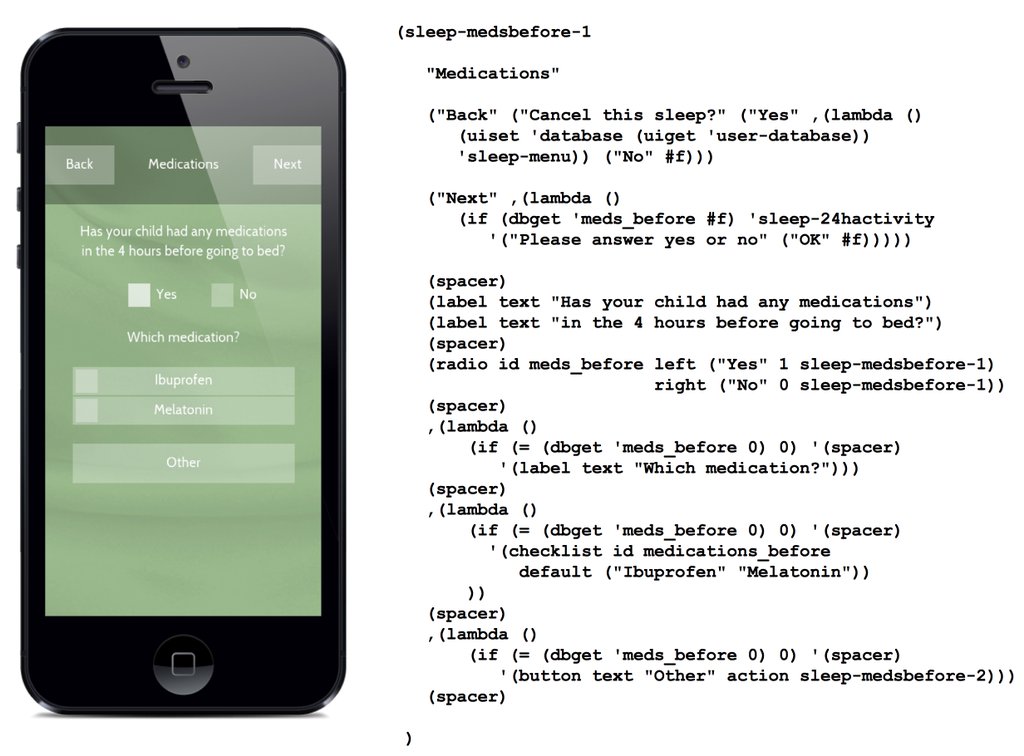 Back Medications Next
Has your child had any medications
in the 4 hours before going to bed?
Yes No
Which medication?
Ibuprofen
Melatonin
Other
(sleep-medsbefore-1
"Medications"
("Back" ("Cancel this sleep?" ("Yes" ,(lambda ()
(uiset 'database (uiget 'user-database))
'sleep-menu)) ("No" #f)))
("Next" ,(lambda ()
(if (dbget 'meds_before #f) 'sleep-24hactivity
'("Please answer yes or no" ("OK" #f)))))
(spacer)
(label text "Has your child had any medications")
(label text "in the 4 hours before going to bed?")
(spacer)
(radio id meds_before left ("Yes" 1 sleep-medsbefore-1)
right ("No" 0 sleep-medsbefore-1))
(spacer)
,(lambda ()
(if (= (dbget 'meds_before 0) 0) '(spacer)
'(label text "Which medication?")))
(spacer)
,(lambda ()
(if (= (dbget 'meds_before 0) 0) '(spacer)
'(checklist id medications_before
default ("Ibuprofen" "Melatonin"))
))
(spacer)
,(lambda ()
(if (= (dbget 'meds_before 0) 0) '(spacer)
'(button text "Other" action sleep-medsbefore-2)))
(spacer)
)